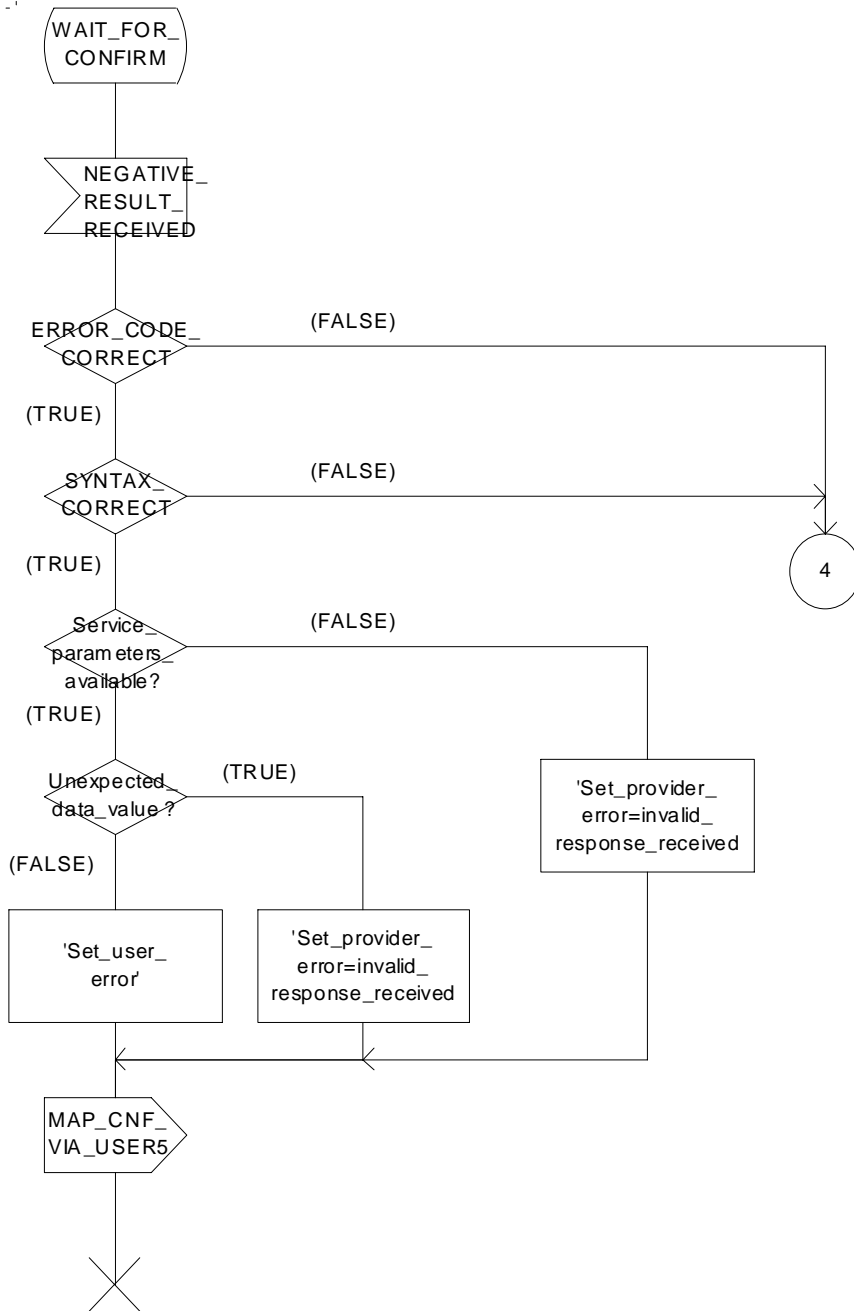 WAIT_FOR_
CONFIRM
NEGATIVE_
RESULT_
RECEIVED
ERROR_CODE_
CORRECT
(FALSE)
(TRUE)
SYNTAX_
CORRECT
(FALSE)
(TRUE)
4
Service_
parameters_
available?
(FALSE)
(TRUE)
Unexpected_
data_value ?
(TRUE)
(FALSE)
'Set_provider_
error=invalid_
response_received
'Set_user_
error'
'Set_provider_
error=invalid_
response_received
MAP_CNF_
VIA_USER5